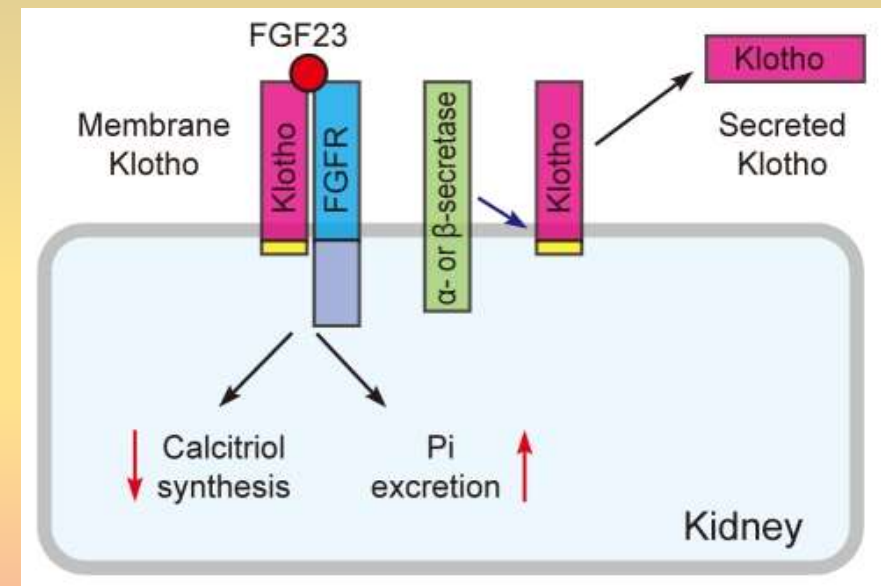 FGF23
Membrane
Klotho
Klotho
FGFR
α- or β-secretase
Klotho
Klotho
Secreted
Klotho
Calcitriol
synthesis
Pi
excretion
Kidney